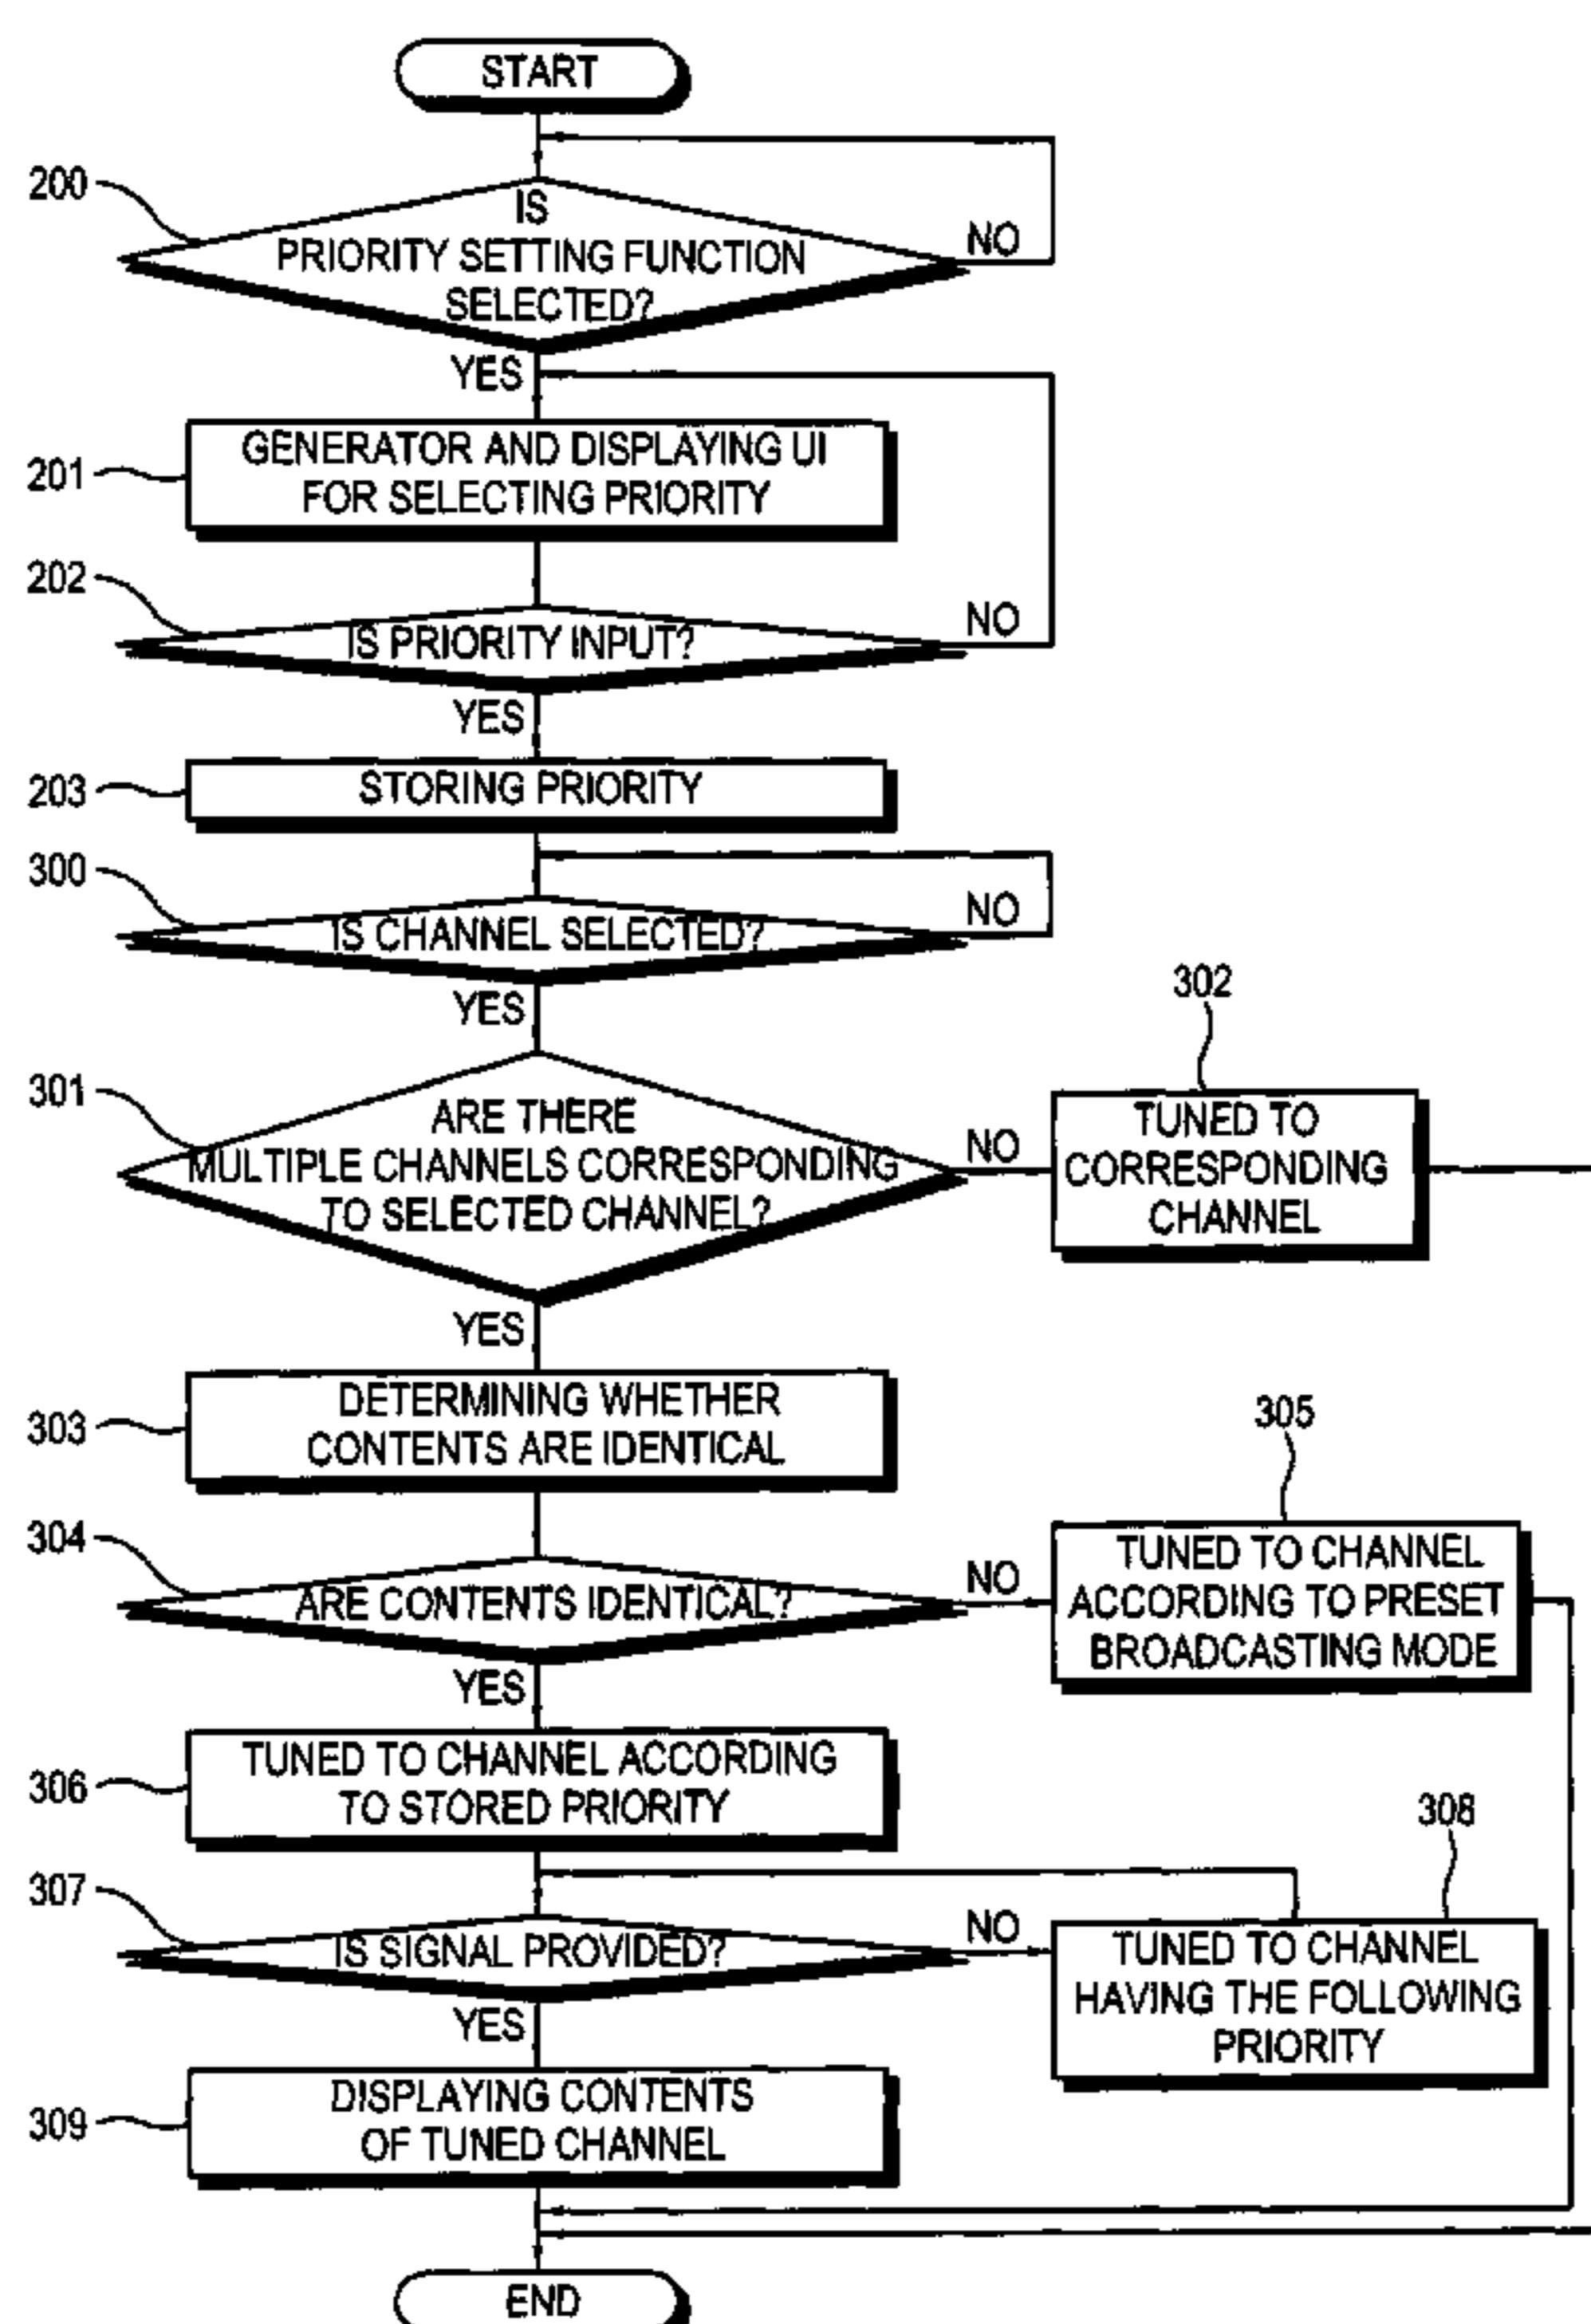 START
200
IS
PRIORITY SETTING FUNCTION
SELECTED?
NO
YES
201
GENERATOR AND DISPLAYING UI
FOR SELECTING PRIORITY
202
IS PRIORITY INPUT?
NO
YES
203
STORING PRIORITY
300
IS CHANNEL SELECTED?
NO
YES
301
ARE THERE
MULTIPLE CHANNELS CORRESPONDING
TO SELECTED CHANNEL?
NO
302
TUNED TO
CORRESPONDING
CHANNEL
YES
303
DETERMINING WHETHER
CONTENTS ARE IDENTICAL
304
ARE CONTENTS IDENTICAL?
NO
305
TUNED TO CHANNEL
ACCORDING TO PRESET
BROADCASTING MODE
YES
306
TUNED TO CHANNEL ACCORDING
TO STORED PRIORITY
307
IS SIGNAL PROVIDED?
NO
308
TUNED TO CHANNEL
HAVING THE FOLLOWING
PRIORITY
YES
309
DISPLAYING CONTENTS
OF TUNED CHANNEL
END